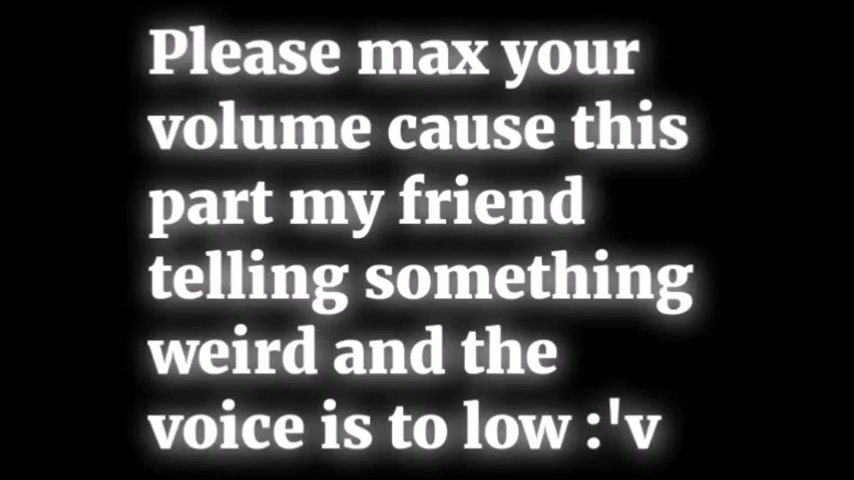 Please max your
volume cause this
part my friend
telling something
weird and the
voice is to low :'v